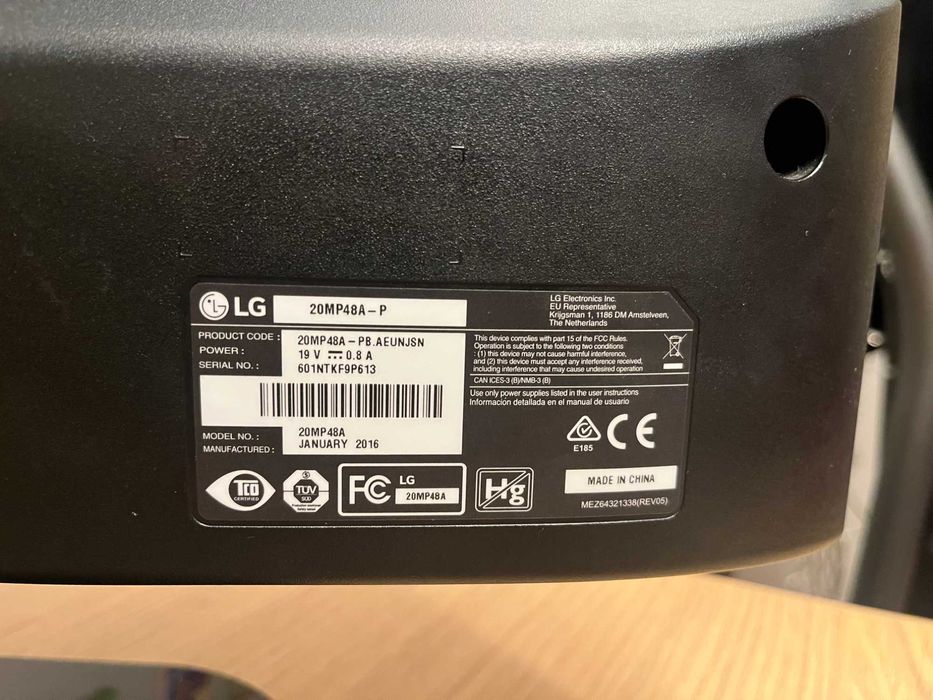 LG 20MP48A-P
LG Electronics Inc.
EU Representative
Krijgsman 1, 1186 DM Amstelveen,
The Netherlands
PRODUCT CODE : 20MP48A-PB.AEUNJSN
POWER : 19 V ⎓ 0.8 A
SERIAL NO. : 601NTKF9P613
MODEL NO. : 20MP48A
MANUFACTURED : JANUARY 2016
This device complies with part 15 of the FCC Rules.
Operation is subject to the following two conditions
: (1) this device may not cause harmful interference,
and (2) this device must accept any interference received,
including interference that may cause undesired operation
CAN ICES-3 (B)/NMB-3 (B)
Use only power supplies listed in the user instructions
Información detallada en el manual de usuario
E185
CE
TCO
CERTIFIED
TÜV
SÜD
FC LG
20MP48A
Hg
MADE IN CHINA
MEZ64321338(REV05)